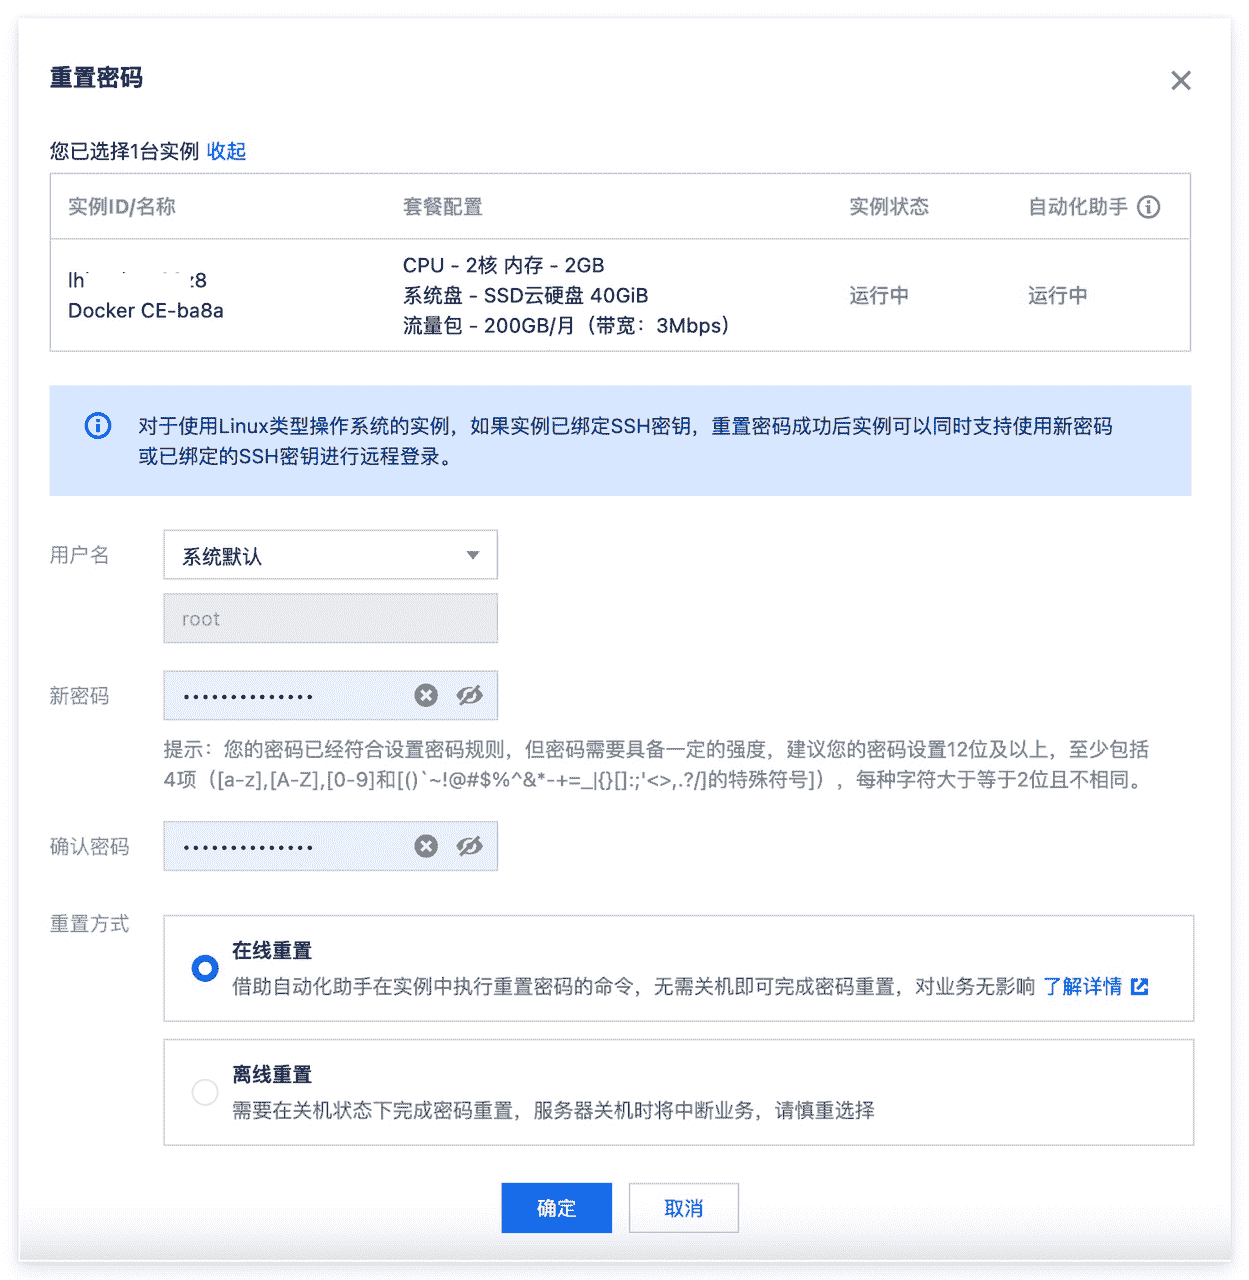 重置密码
您已选择1台实例 收起
实例ID/名称 套餐配置 实例状态 自动化助手
lh z8
Docker CE-ba8a
CPU - 2核 内存 - 2GB
系统盘 - SSD云硬盘 40GiB
流量包 - 200GB/月（带宽：3Mbps）
运行中 运行中
对于使用Linux类型操作系统的实例，如果实例已绑定SSH密钥，重置密码成功后实例可以同时支持使用新密码
或已绑定的SSH密钥进行远程登录。
用户名 系统默认
root
新密码 ••••••••••••••
提示：您的密码已经符合设置密码规则，但密码需要具备一定的强度，建议您的密码设置12位及以上，至少包括
4项（[a-z],[A-Z],[0-9]和[()`~!@#$%^&*-+=_|{}[]:;'<>,.?/]的特殊符号]），每种字符大于等于2位且不相同。
确认密码 ••••••••••••••
重置方式
在线重置
借助自动化助手在实例中执行重置密码的命令，无需关机即可完成密码重置，对业务无影响 了解详情
离线重置
需要在关机状态下完成密码重置，服务器关机时将中断业务，请慎重选择
确定 取消